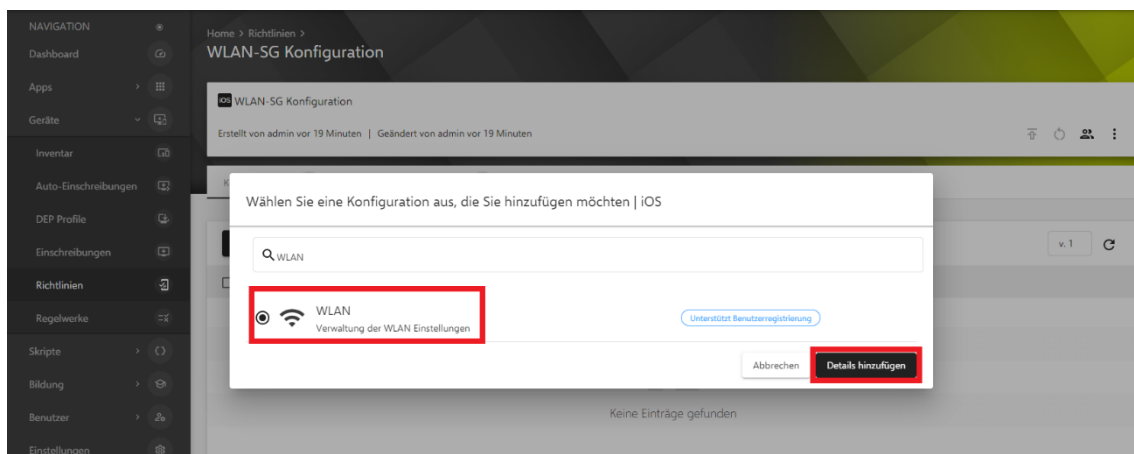 NAVIGATION
Dashboard
Apps
Geräte
Inventar
Auto-Einschreibungen
DEP Profile
Einschreibungen
Richtlinien
Regelwerke
Skripte
Bildung
Benutzer
Einstellungen
Home > Richtlinien >
WLAN-SG Konfiguration
iOS WLAN-SG Konfiguration
Erstellt von admin vor 19 Minuten | Geändert von admin vor 19 Minuten
v. 1
Wählen Sie eine Konfiguration aus, die Sie hinzufügen möchten | iOS
WLAN
WLAN
Verwaltung der WLAN Einstellungen
Unterstützt Benutzerregistrierung
Abbrechen
Details hinzufügen
Keine Einträge gefunden